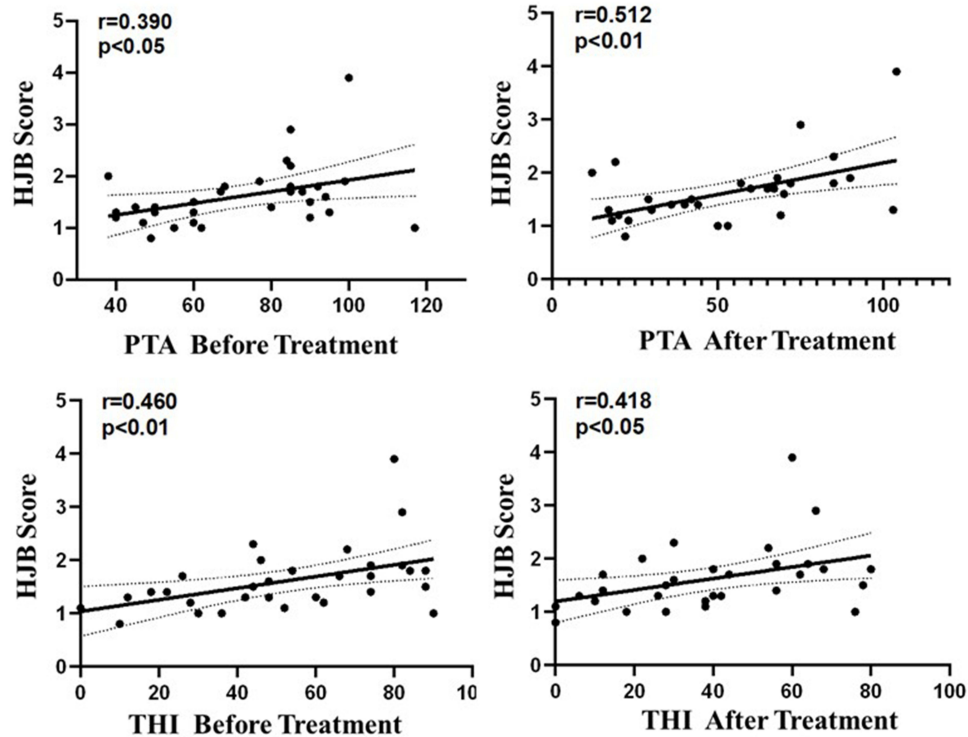 r=0.390
p<0.05
HJB Score
5
4
3
2
1
0
40 60 80 100 120
PTA Before Treatment
r=0.512
p<0.01
HJB Score
5
4
3
2
1
0
0 50 100
PTA After Treatment
r=0.460
p<0.01
HJB Score
5
4
3
2
1
0
0 20 40 60 80 10
THI Before Treatment
r=0.418
p<0.05
HJB Score
5
4
3
2
1
0
0 20 40 60 80 100
THI After Treatment